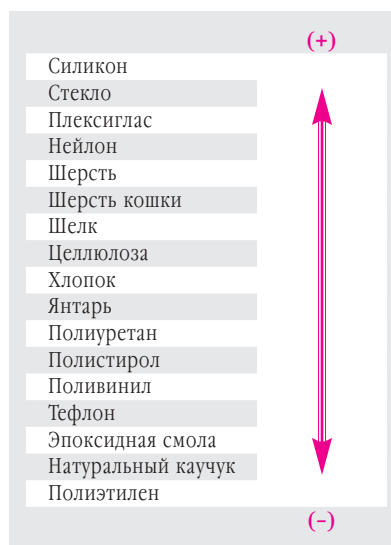 (+)
Силикон
Стекло
Плексиглас
Нейлон
Шерсть
Шерсть кошки
Шелк
Целлюлоза
Хлопок
Янтарь
Полиуретан
Полистирол
Поливинил
Тефлон
Эпоксидная смола
Натуральный каучук
Полиэтилен
(–)